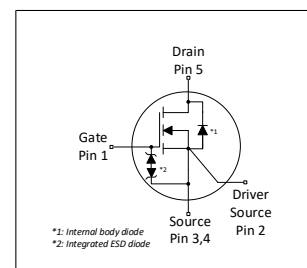 Drain
Pin 5
*1
Gate
Pin 1
*2
Driver
Source
Pin 2
Source
Pin 3,4
*1: Internal body diode
*2: Integrated ESD diode